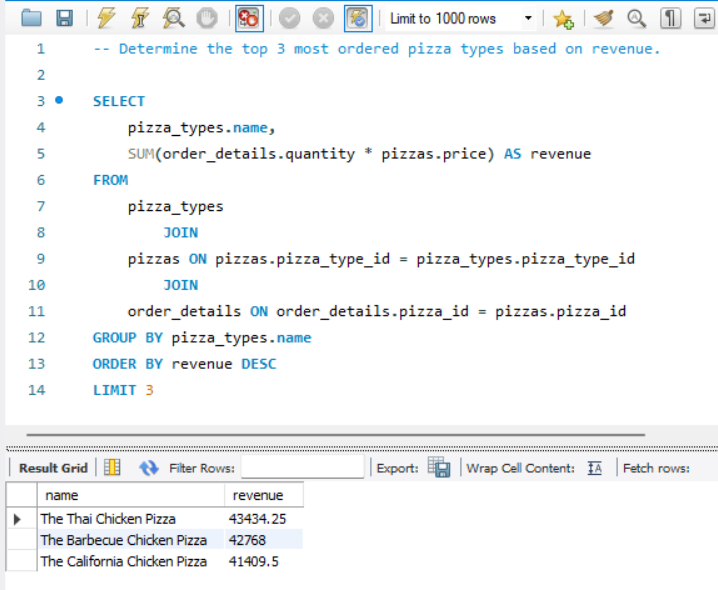 Limit to 1000 rows
1 -- Determine the top 3 most ordered pizza types based on revenue.
2
3 SELECT
4 pizza_types.name,
5 SUM(order_details.quantity * pizzas.price) AS revenue
6 FROM
7 pizza_types
8 JOIN
9 pizzas ON pizzas.pizza_type_id = pizza_types.pizza_type_id
10 JOIN
11 order_details ON order_details.pizza_id = pizzas.pizza_id
12 GROUP BY pizza_types.name
13 ORDER BY revenue DESC
14 LIMIT 3
Result Grid Filter Rows: Export: Wrap Cell Content: IA Fetch rows:
name revenue
The Thai Chicken Pizza 43434.25
The Barbecue Chicken Pizza 42768
The California Chicken Pizza 41409.5